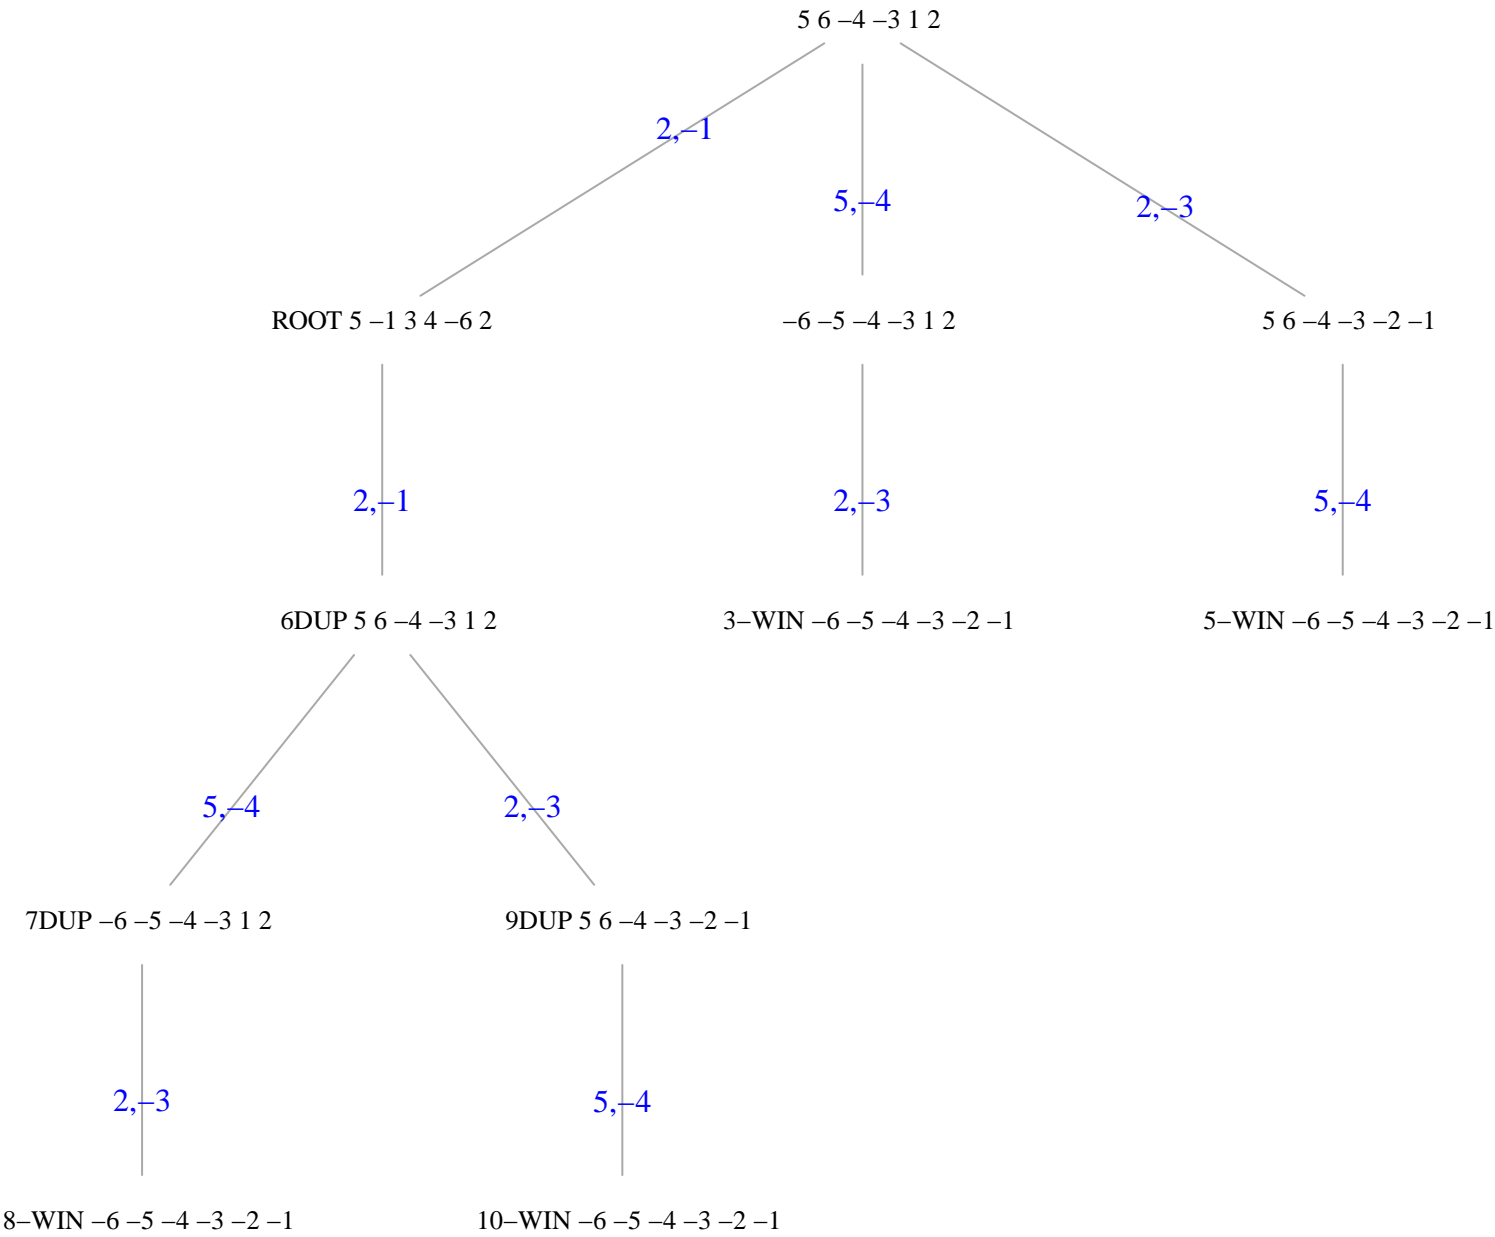 5 6 –4 –3 1 2
2,–1
5,–4
2,–3
ROOT 5 –1 3 4 –6 2
–6 –5 –4 –3 1 2
5 6 –4 –3 –2 –1
2,–1
2,–3
5,–4
6DUP 5 6 –4 –3 1 2
3–WIN –6 –5 –4 –3 –2 –1
5–WIN –6 –5 –4 –3 –2 –1
5,–4
2,–3
7DUP –6 –5 –4 –3 1 2
9DUP 5 6 –4 –3 –2 –1
2,–3
5,–4
8–WIN –6 –5 –4 –3 –2 –1
10–WIN –6 –5 –4 –3 –2 –1